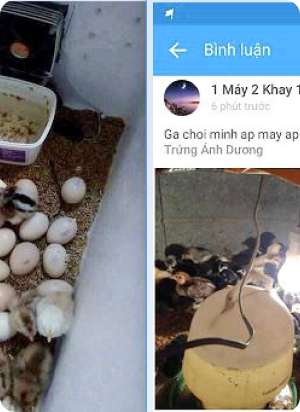 Bình luận
1 Máy 2 Khay 1
6 phút trước
Ga choi minh ap may ap
Trứng Ánh Dương